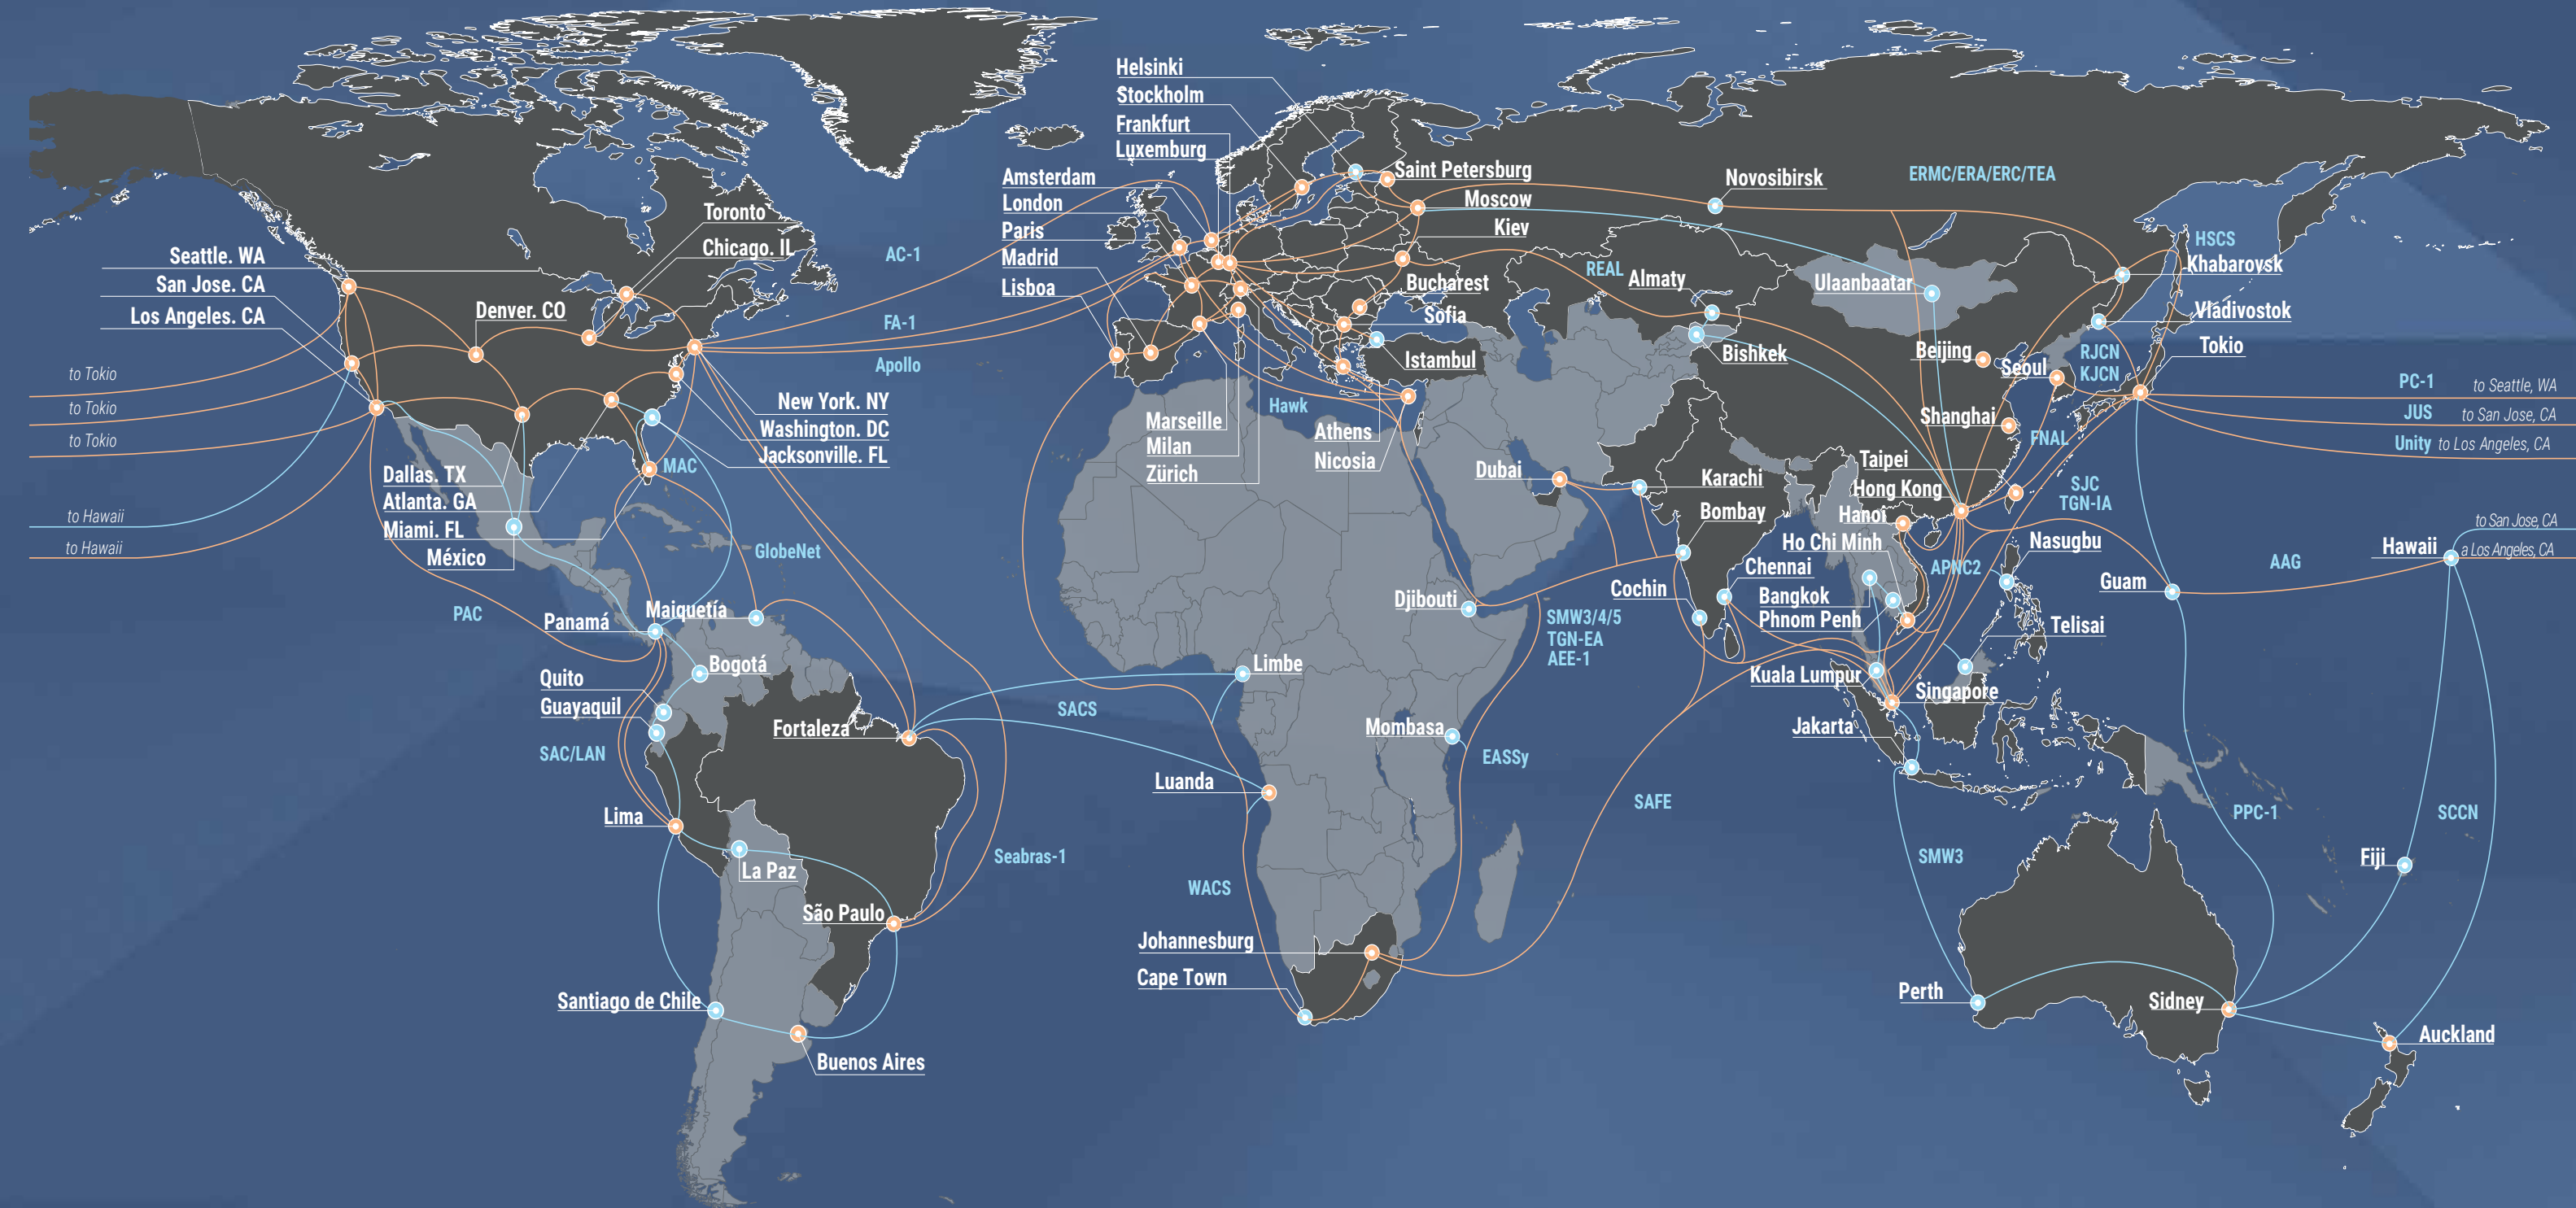 Helsinki
Stockholm
Frankfurt
Luxemburg
Amsterdam
London
Paris
Madrid
Lisboa
Saint Petersburg
Moscow
Kiev
Novosibirsk
ERMC/ERA/ERC/TEA
Toronto
Chicago. IL
Seattle. WA
San Jose. CA
Los Angeles. CA
Denver. CO
AC-1
FA-1
Apollo
HSCS
Khabarovsk
Vladivostok
Tokio
REAL
Almaty
Ulaanbaatar
Bucharest
Sofia
Istambul
Bishkek
Beijing
Seoul
RJCN
KJCN
PC-1
to Seattle, WA
JUS
to San Jose, CA
Unity
to Los Angeles, CA
to Tokio
to Tokio
to Tokio
to Hawaii
to Hawaii
New York. NY
Washington. DC
Jacksonville. FL
MAC
Dallas. TX
Atlanta. GA
Miami. FL
México
Hawk
Marseille
Milan
Zürich
Athens
Nicosia
Shanghai
FNAL
Taipei
Hong Kong
Hanoi
Ho Chi Minh
SJC
TGN-IA
Dubai
Karachi
Bombay
Chennai
Cochin
Bangkok
Phnom Penh
APNC2
Nasugbu
Guam
AAG
Hawaii
to San Jose, CA
a Los Angeles, CA
GlobeNet
PAC
Panamá
Maiquetía
Bogotá
Quito
Guayaquil
SAC/LAN
Djibouti
SMW3/4/5
TGN-EA
AEE-1
Telisai
Kuala Lumpur
Singapore
Jakarta
Limbe
SACS
Fortaleza
Mombasa
EASSy
Luanda
SAFE
Lima
La Paz
Seabras-1
WACS
SMW3
PPC-1
SCCN
Fiji
São Paulo
Johannesburg
Cape Town
Santiago de Chile
Buenos Aires
Perth
Sidney
Auckland